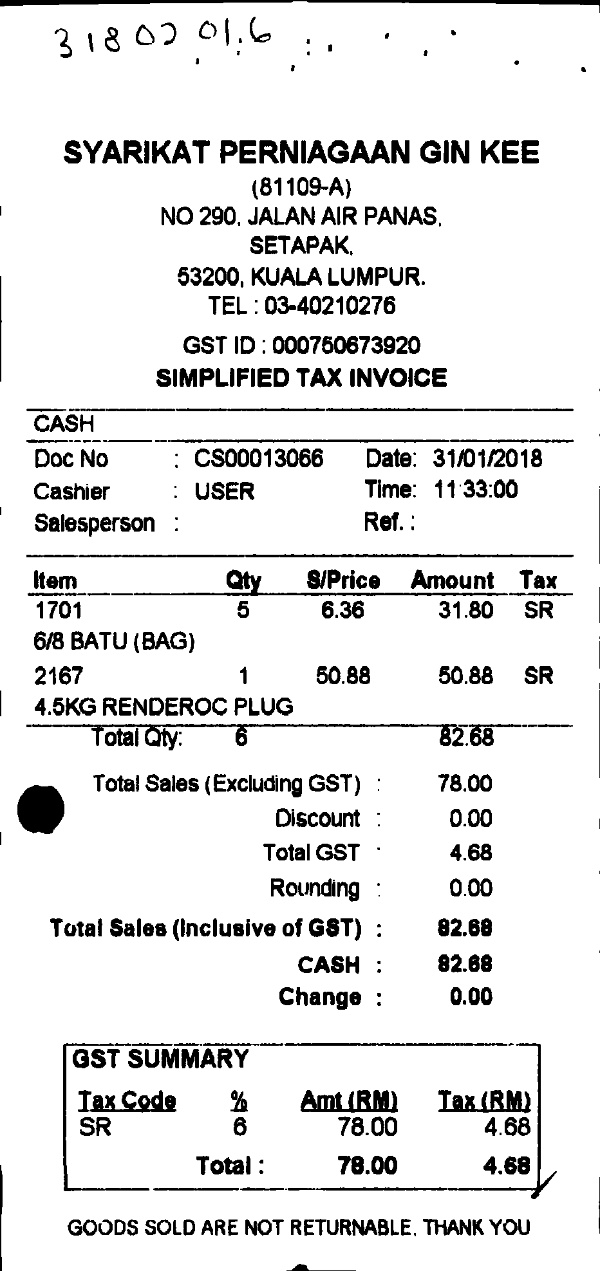 3180201.6
SYARIKAT PERNIAGAAN GIN KEE
(81109-A)
NO 290, JALAN AIR PANAS,
SETAPAK,
53200, KUALA LUMPUR.
TEL : 03-40210276
GST ID : 000750673920
SIMPLIFIED TAX INVOICE
CASH
Doc No : CS00013066 Date: 31/01/2018
Cashier : USER Time: 11:33:00
Salesperson : Ref. :
Item Qty S/Price Amount Tax
1701 5 6.36 31.80 SR
6/8 BATU (BAG)
2167 1 50.88 50.88 SR
4.5KG RENDEROC PLUG
Total Qty: 6 82.68
Total Sales (Excluding GST) : 78.00
Discount : 0.00
Total GST : 4.68
Rounding : 0.00
Total Sales (Inclusive of GST) : 82.68
CASH : 82.68
Change : 0.00
GST SUMMARY
Tax Code % Amt (RM) Tax (RM)
SR 6 78.00 4.68
Total : 78.00 4.68
GOODS SOLD ARE NOT RETURNABLE, THANK YOU